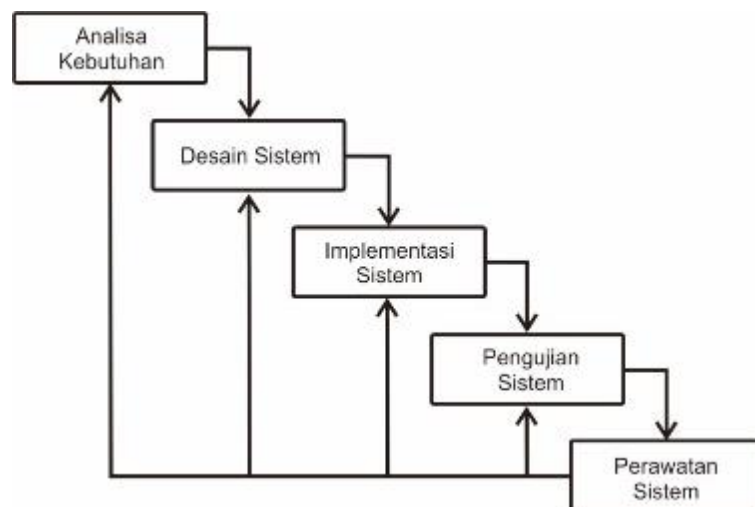 Analisa
Kebutuhan
Desain Sistem
Implementasi
Sistem
Pengujian
Sistem
Perawatan
Sistem